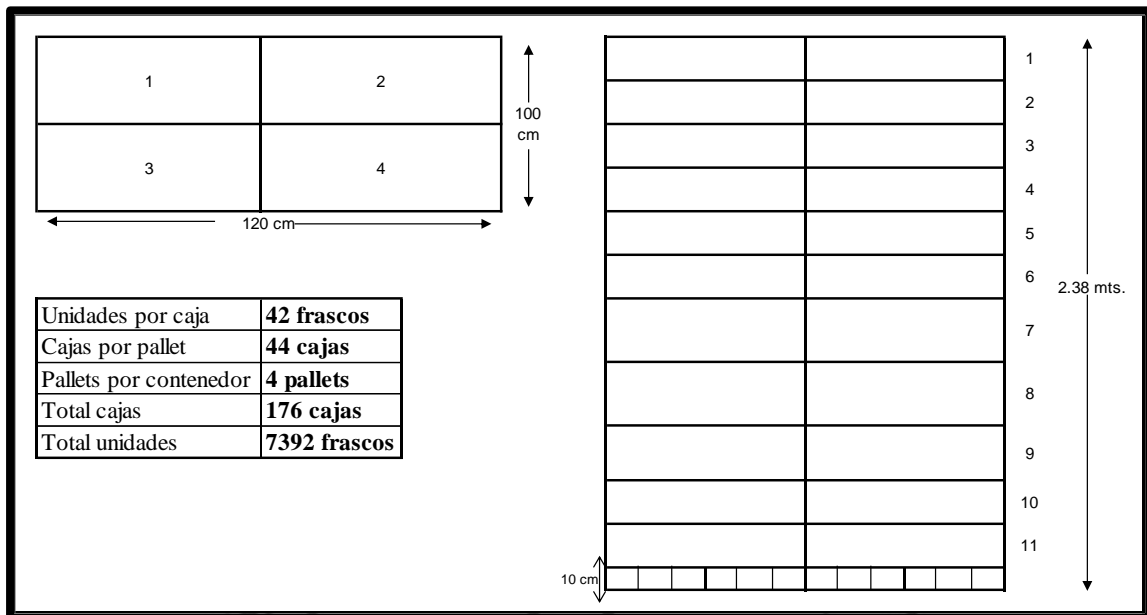 1 2
100
cm
3 4
120 cm
Unidades por caja 42 frascos
Cajas por pallet 44 cajas
Pallets por contenedor 4 pallets
Total cajas 176 cajas
Total unidades 7392 frascos
1
2
3
4
5
6
7
8
9
10
11
2.38 mts.
10 cm